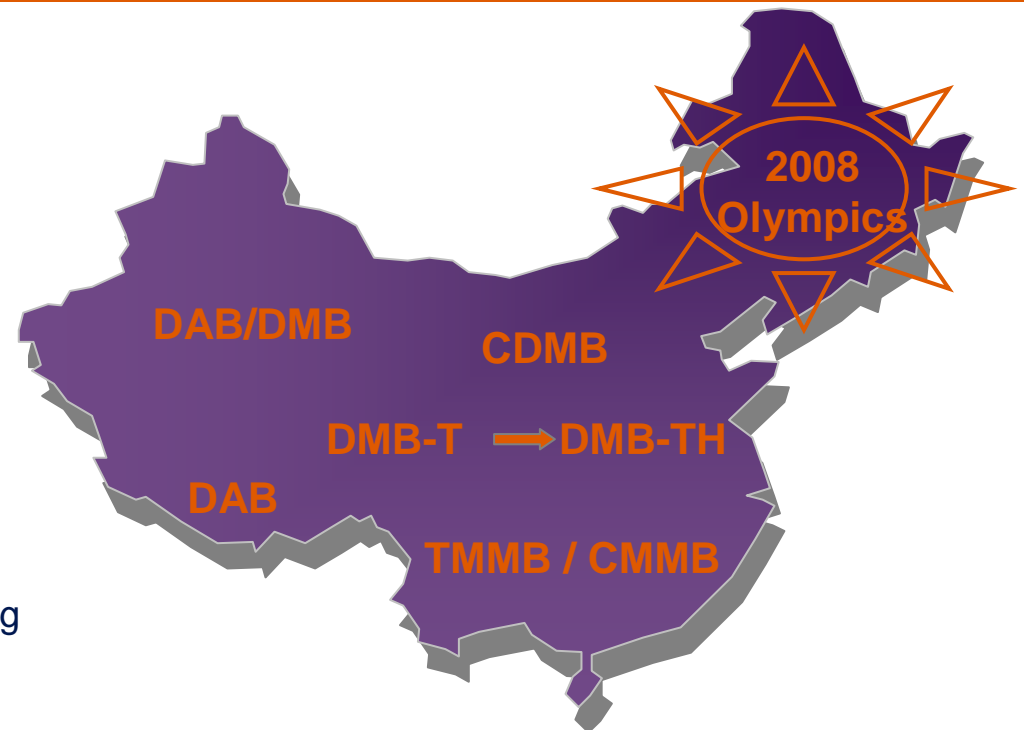 2008
Olympics
DAB/DMB
CDMB
DMB-T DMB-TH
DAB
TMMB / CMMB
g